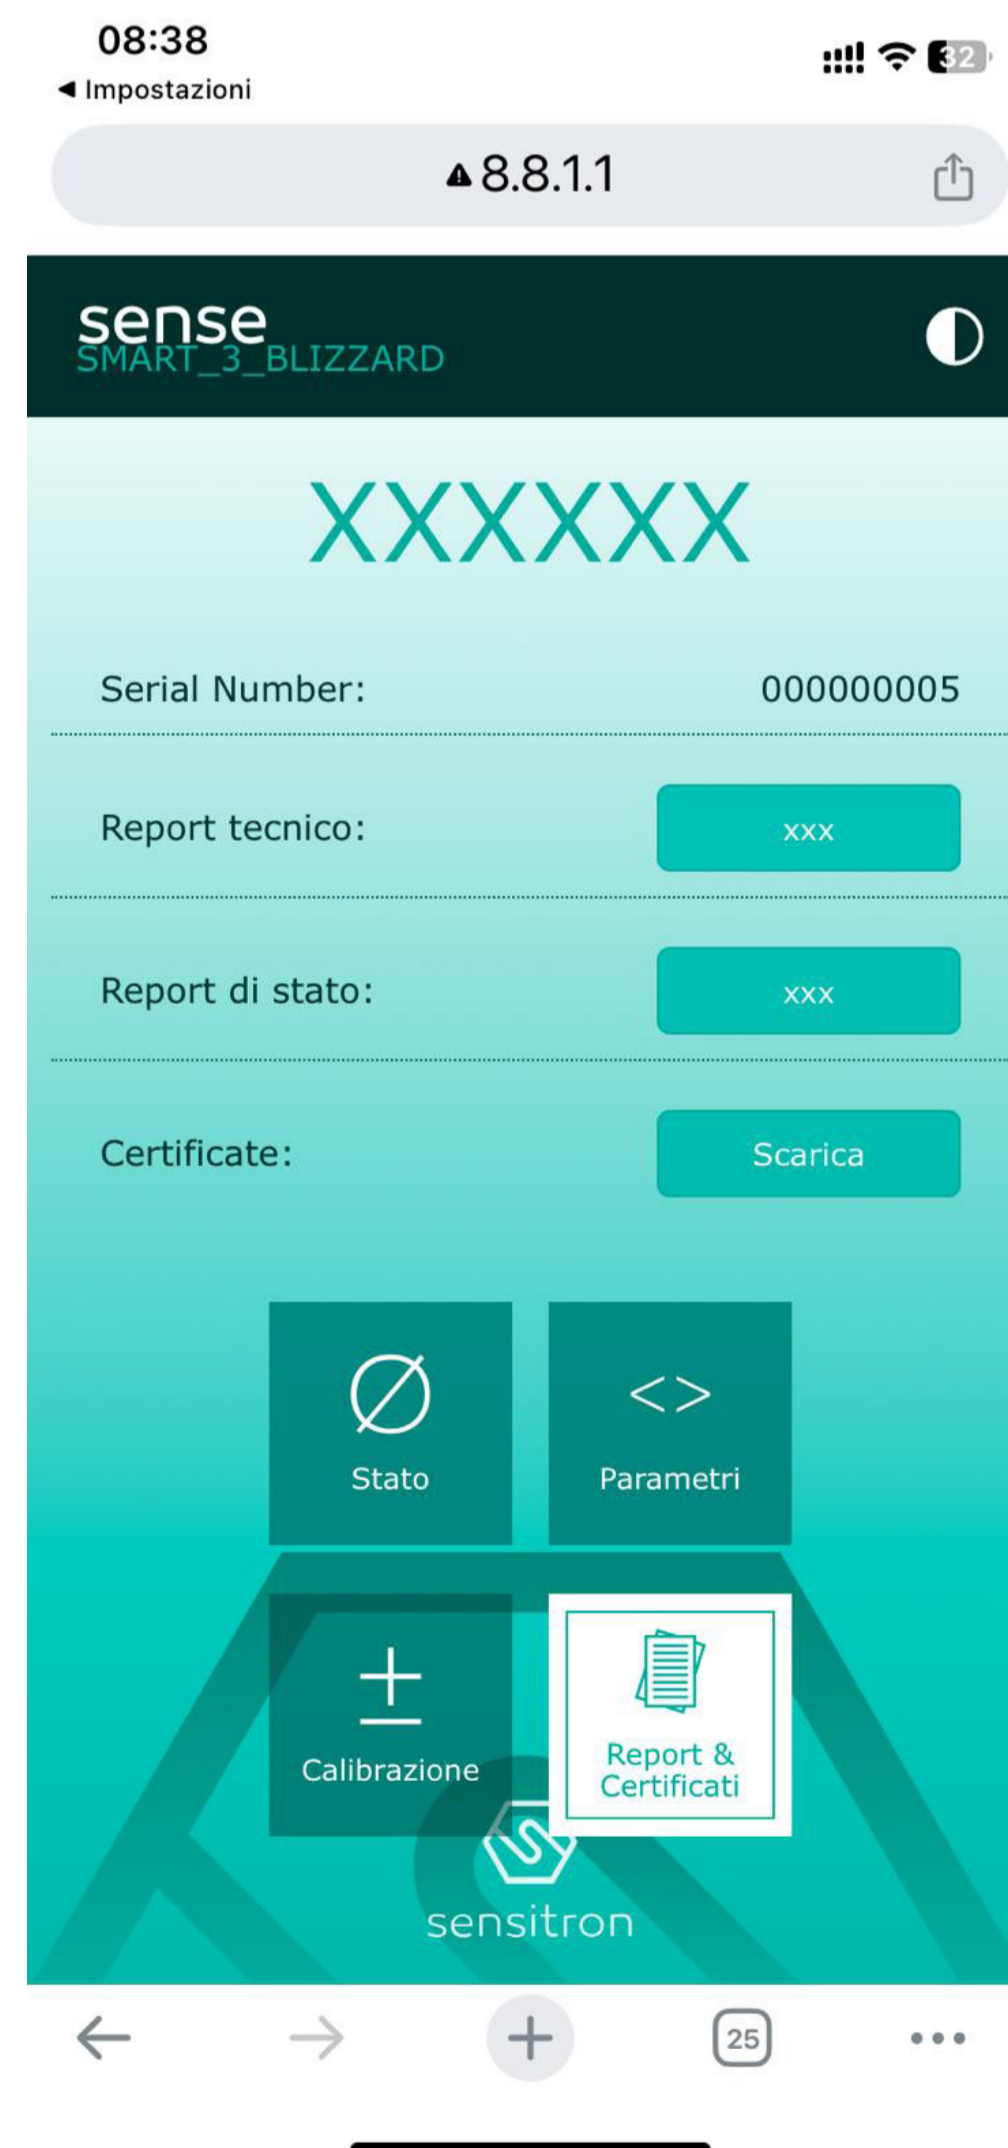 08:38
32
◀ Impostazioni
8.8.1.1
sense
SMART_3_BLIZZARD
XXXXXX
Serial Number: 000000005
Report tecnico: xxx
Report di stato: xxx
Certificate: Scarica
Stato
<>
Parametri
Calibrazione
Report &
Certificati
sensitron
25